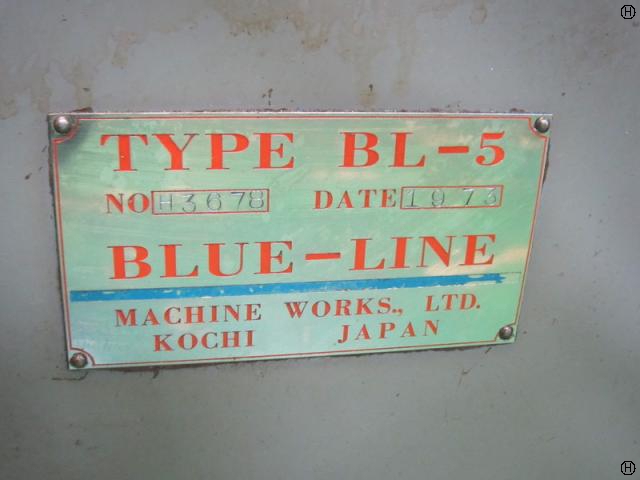 TYPE BL-5
NO H3678 DATE 1973
BLUE-LINE
MACHINE WORKS., LTD.
KOCHI JAPAN